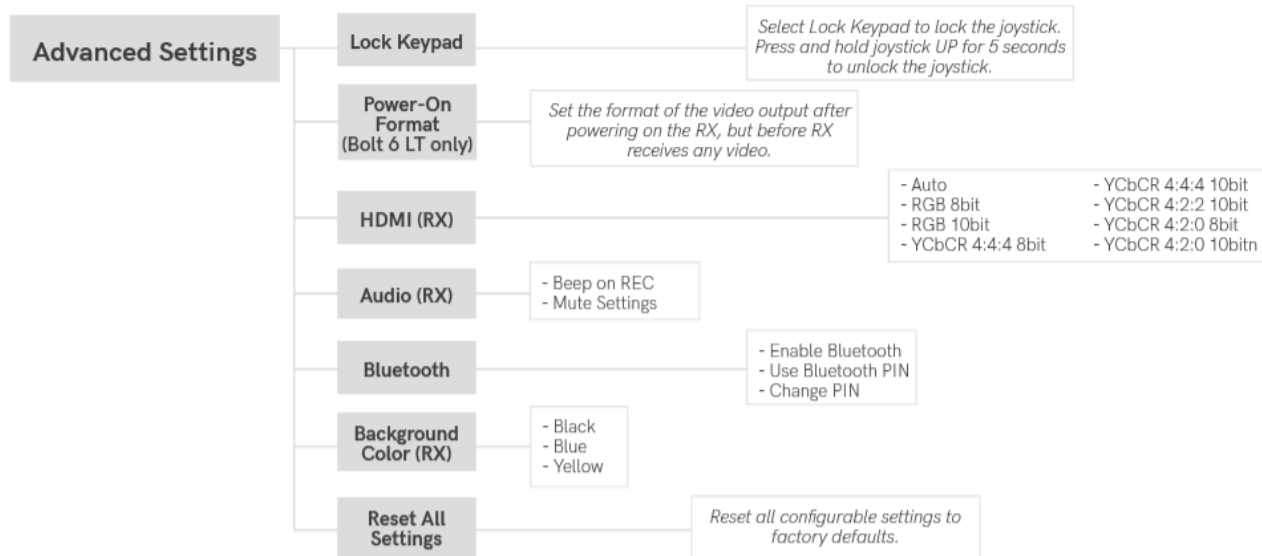 Advanced Settings
Lock Keypad
Select Lock Keypad to lock the joystick.
Press and hold joystick UP for 5 seconds
to unlock the joystick.
Power-On
Format
(Bolt 6 LT only)
Set the format of the video output after
powering on the RX, but before RX
receives any video.
HDMI (RX)
- Auto
- RGB 8bit
- RGB 10bit
- YCbCR 4:4:4 8bit
- YCbCR 4:4:4 10bit
- YCbCR 4:2:2 10bit
- YCbCR 4:2:0 8bit
- YCbCR 4:2:0 10bitn
Audio (RX)
- Beep on REC
- Mute Settings
Bluetooth
- Enable Bluetooth
- Use Bluetooth PIN
- Change PIN
Background
Color (RX)
- Black
- Blue
- Yellow
Reset All
Settings
Reset all configurable settings to
factory defaults.